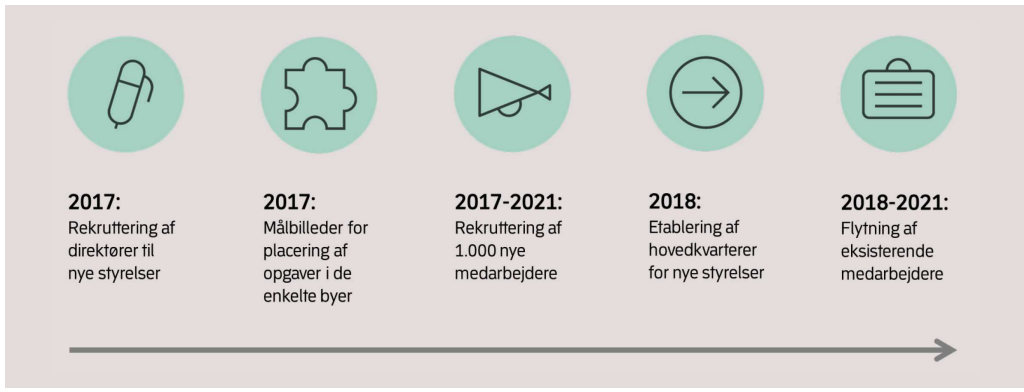 2017:
Rekruttering af
direktører til
nye styrelser
2017:
Målbilleder for
placering af
opgaver i de
enkelte byer
2017-2021:
Rekruttering af
1.000 nye
medarbejdere
2018:
Etablering af
hovedkvarterer
for nye styrelser
2018-2021:
Flytning af
eksisterende
medarbejdere